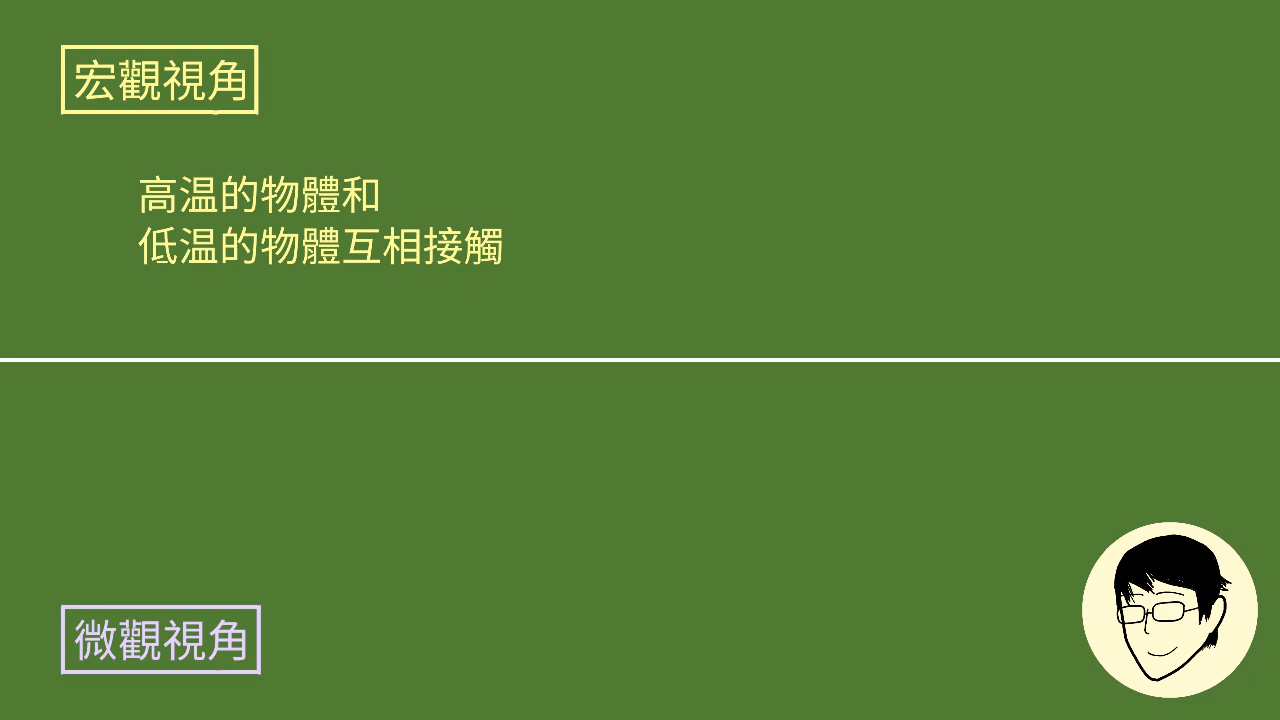 宏觀視角
高温的物體和
低温的物體互相接觸
微觀視角